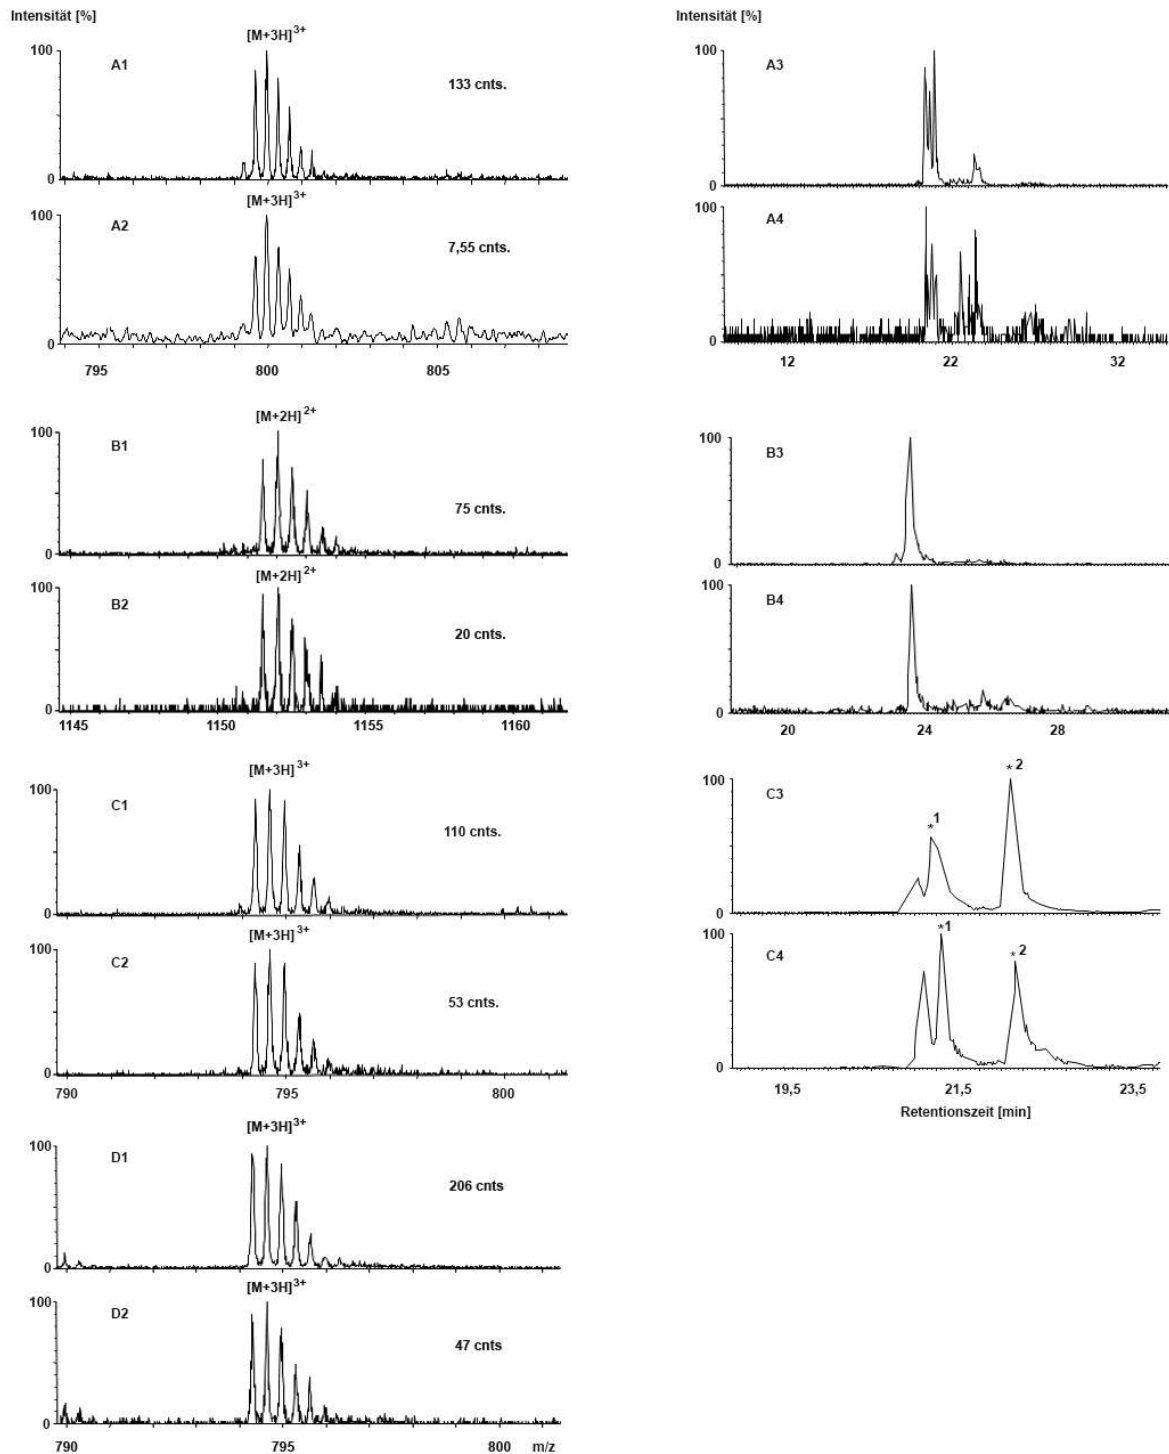 Intensität [%]
[M+3H]3+
100
A1
133 cnts.
0
[M+3H]3+
100
A2
7,55 cnts.
0
795 800 805
[M+2H]2+
100
B1
75 cnts.
0
[M+2H]2+
100
B2
20 cnts.
0
1145 1150 1155 1160
[M+3H]3+
100
C1
110 cnts.
0
[M+3H]3+
100
C2
53 cnts.
0
790 795 800
[M+3H]3+
100
D1
206 cnts
0
[M+3H]3+
100
D2
47 cnts
0
790 795 800 m/z
Intensität [%]
100
A3
0
100
A4
0
12 22 32
100
B3
0
100
B4
0
20 24 28
*2
100
C3
*1
0
100
*1
C4
*2
0
19,5 21,5 23,5
Retentionszeit [min]